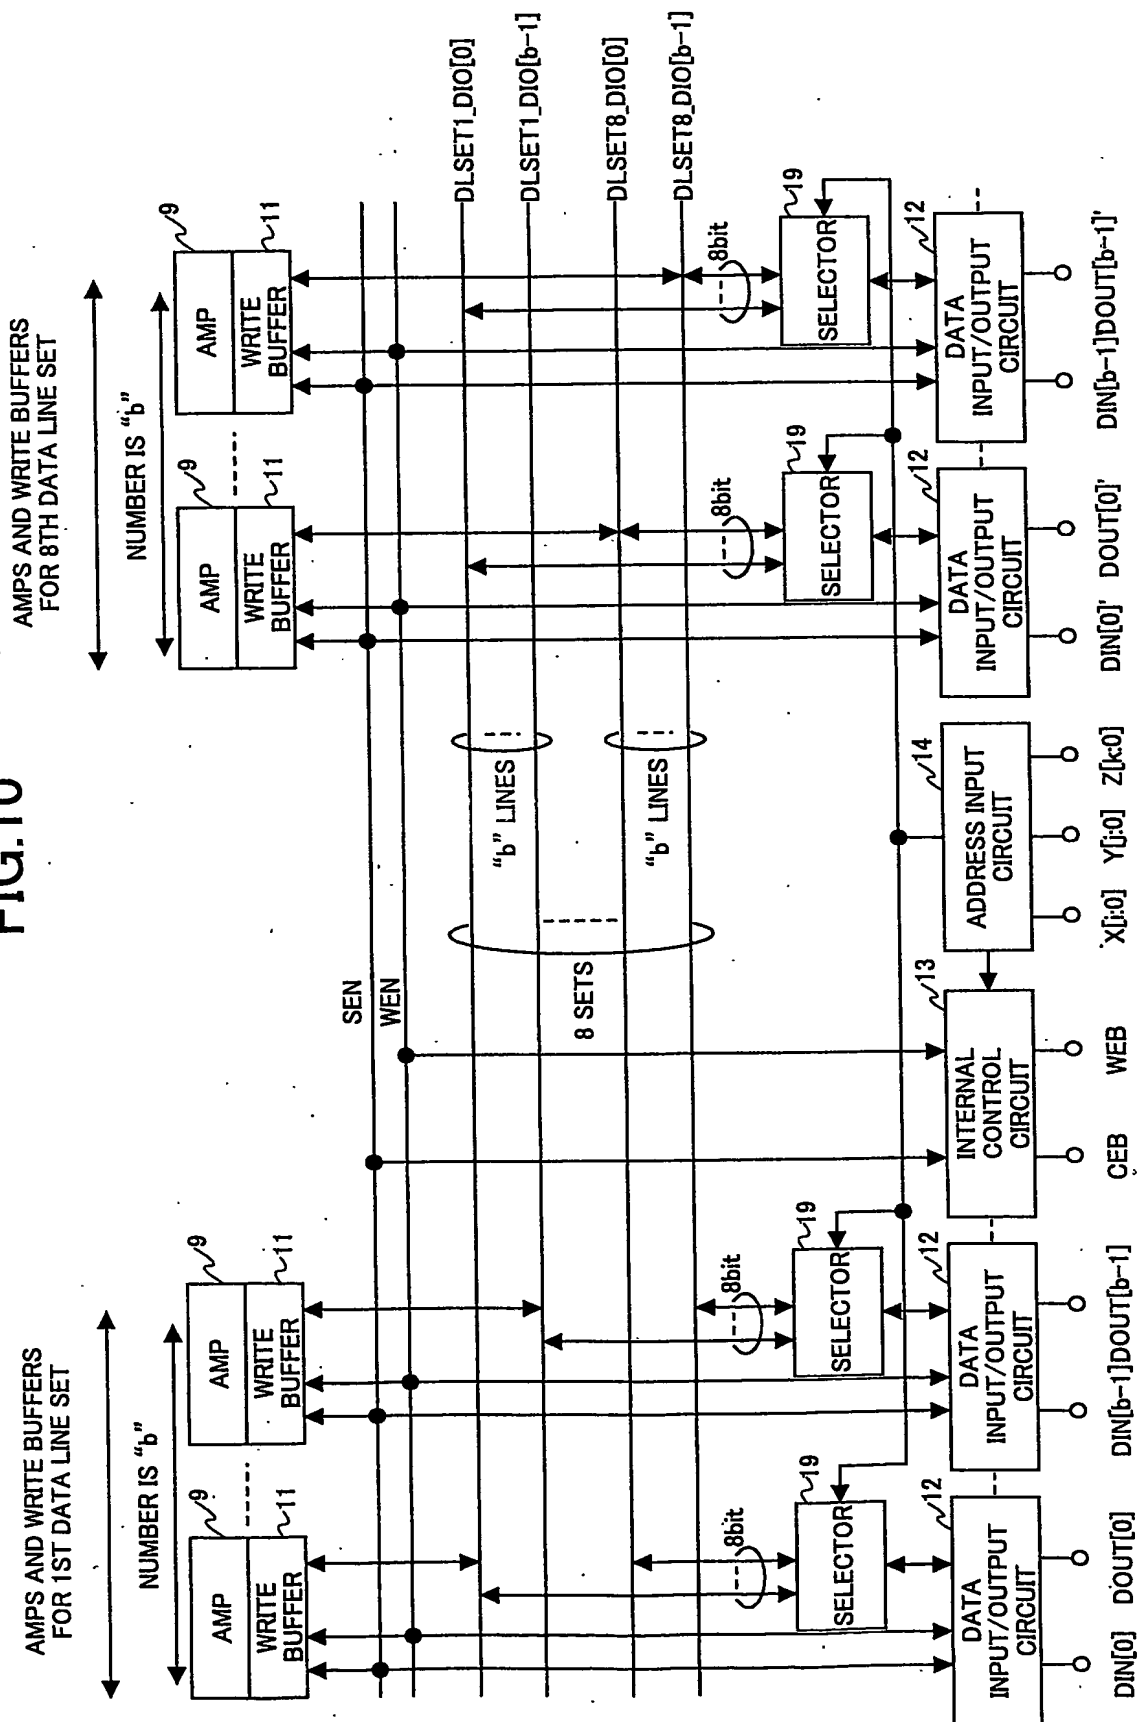 FIG.10
AMPS AND WRITE BUFFERS
FOR 1ST DATA LINE SET
NUMBER IS "b"
AMPS AND WRITE BUFFERS
FOR 8TH DATA LINE SET
NUMBER IS "b"
9
AMP
WRITE
BUFFER
11
9
AMP
WRITE
BUFFER
11
9
AMP
WRITE
BUFFER
11
9
AMP
WRITE
BUFFER
11
SEN
WEN
DLSET1_DIO[0]
DLSET1_DIO[b-1]
DLSET8_DIO[0]
DLSET8_DIO[b-1]
"b" LINES
"b" LINES
8 SETS
8bit
8bit
8bit
8bit
SELECTOR
19
SELECTOR
19
SELECTOR
19
SELECTOR
19
DATA
INPUT/OUTPUT
CIRCUIT
12
DATA
INPUT/OUTPUT
CIRCUIT
12
INTERNAL
CONTROL
CIRCUIT
13
ADDRESS INPUT
CIRCUIT
14
DATA
INPUT/OUTPUT
CIRCUIT
12
DATA
INPUT/OUTPUT
CIRCUIT
12
DIN[0] DOUT[0] DIN[b-1]DOUT[b-1] CEB WEB X[i:0] Y[j:0] Z[k:0] DIN[0]' DOUT[0]' DIN[b-1]DOUT[b-1]'